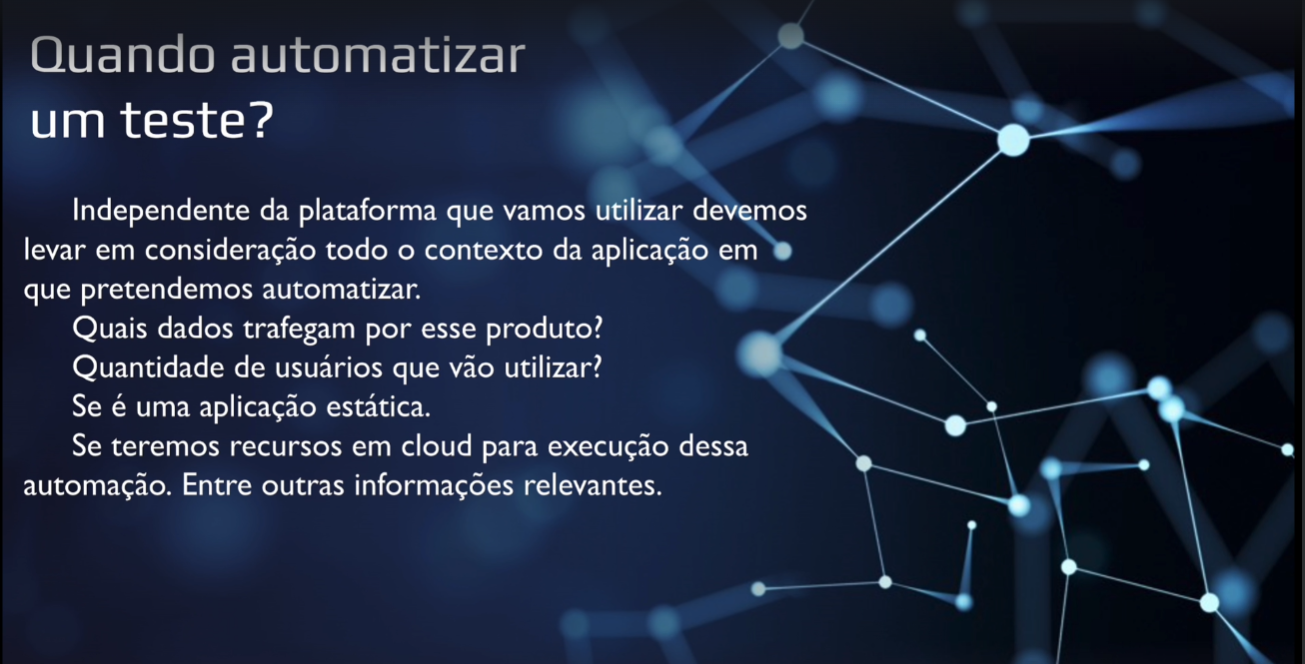 Quando automatizar
um teste?
Independente da plataforma que vamos utilizar devemos
levar em consideração todo o contexto da aplicação em
que pretendemos automatizar.
Quais dados trafegam por esse produto?
Quantidade de usuários que vão utilizar?
Se é uma aplicação estática.
Se teremos recursos em cloud para execução dessa
automação. Entre outras informações relevantes.